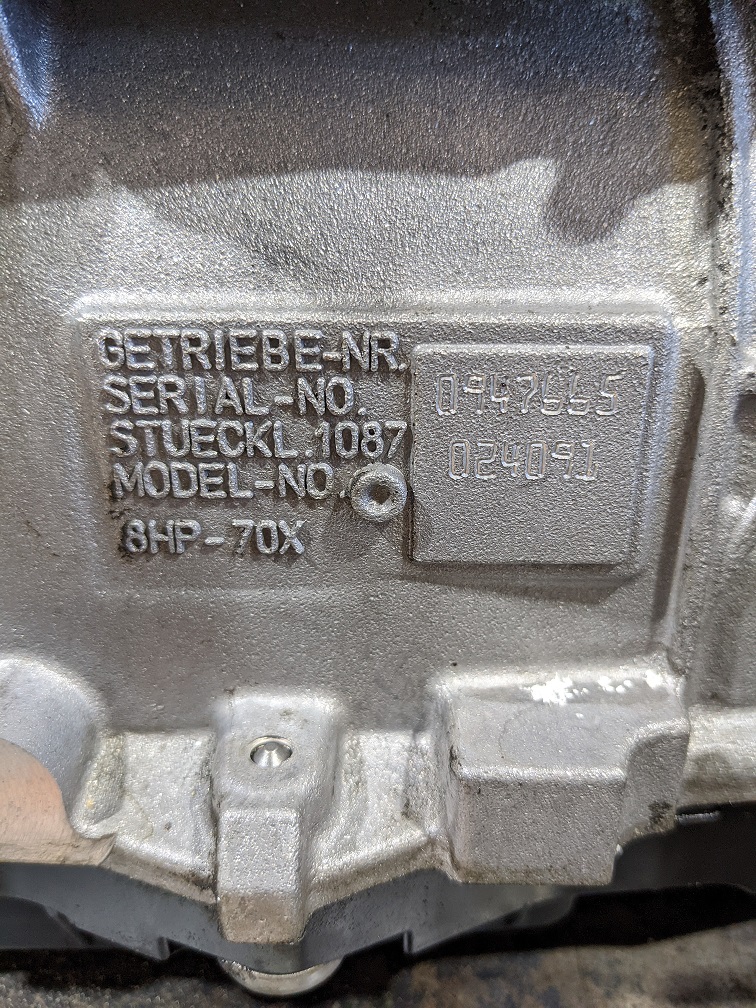 GETRIEBE-NR.
SERIAL-NO. 0947665
STUECKL.1087
MODEL-NO. 024091
8HP-70X